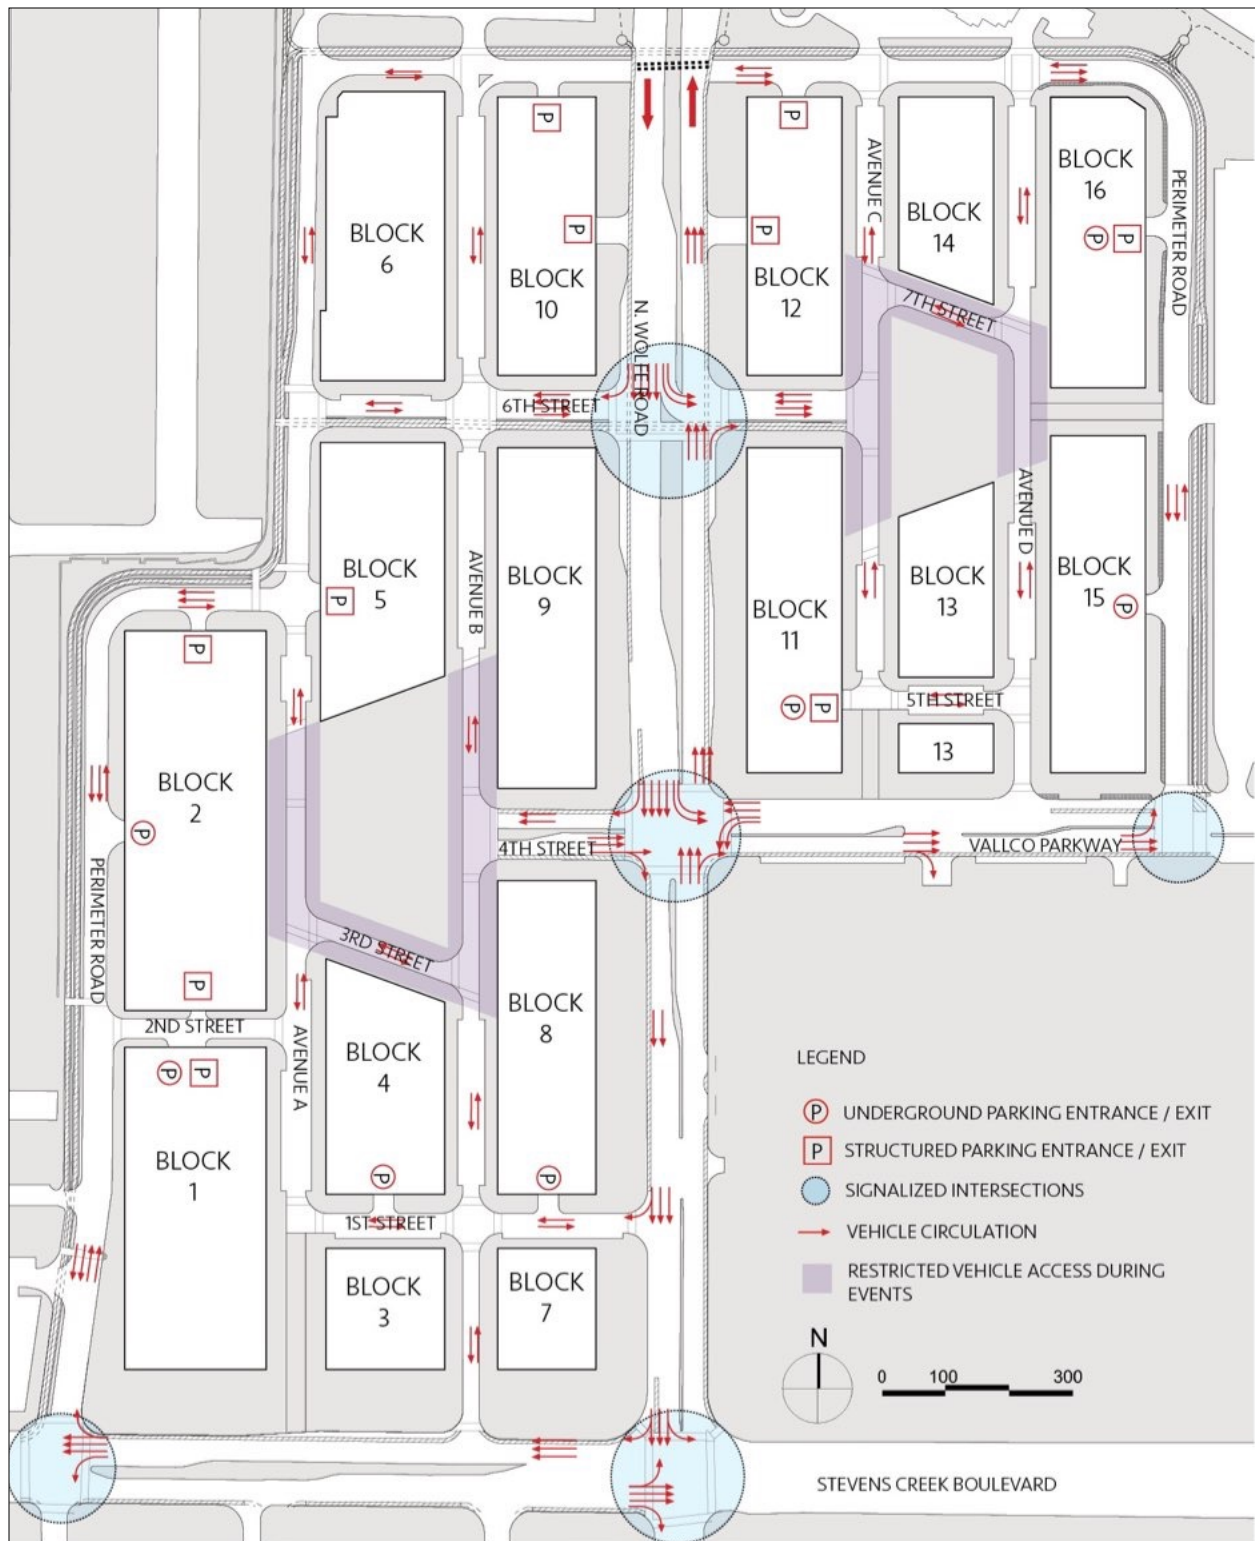 P
P
BLOCK
6
BLOCK
10
P
P
BLOCK
12
AVENUE C
BLOCK
14
BLOCK
16
P
P
PERIMETER ROAD
7TH STREET
N. WOLFE ROAD
6TH STREET
BLOCK
5
P
AVENUE B
BLOCK
9
BLOCK
11
P
P
BLOCK
13
AVENUE D
BLOCK
15
P
5TH STREET
13
P
BLOCK
2
P
P
PERIMETER ROAD
4TH STREET
VALLCO PARKWAY
3RD STREET
2ND STREET
P
P
BLOCK
1
AVENUE A
BLOCK
4
P
BLOCK
8
P
1ST STREET
BLOCK
3
BLOCK
7
LEGEND
P UNDERGROUND PARKING ENTRANCE / EXIT
P STRUCTURED PARKING ENTRANCE / EXIT
SIGNALIZED INTERSECTIONS
VEHICLE CIRCULATION
RESTRICTED VEHICLE ACCESS DURING
EVENTS
N
0 100 300
STEVENS CREEK BOULEVARD